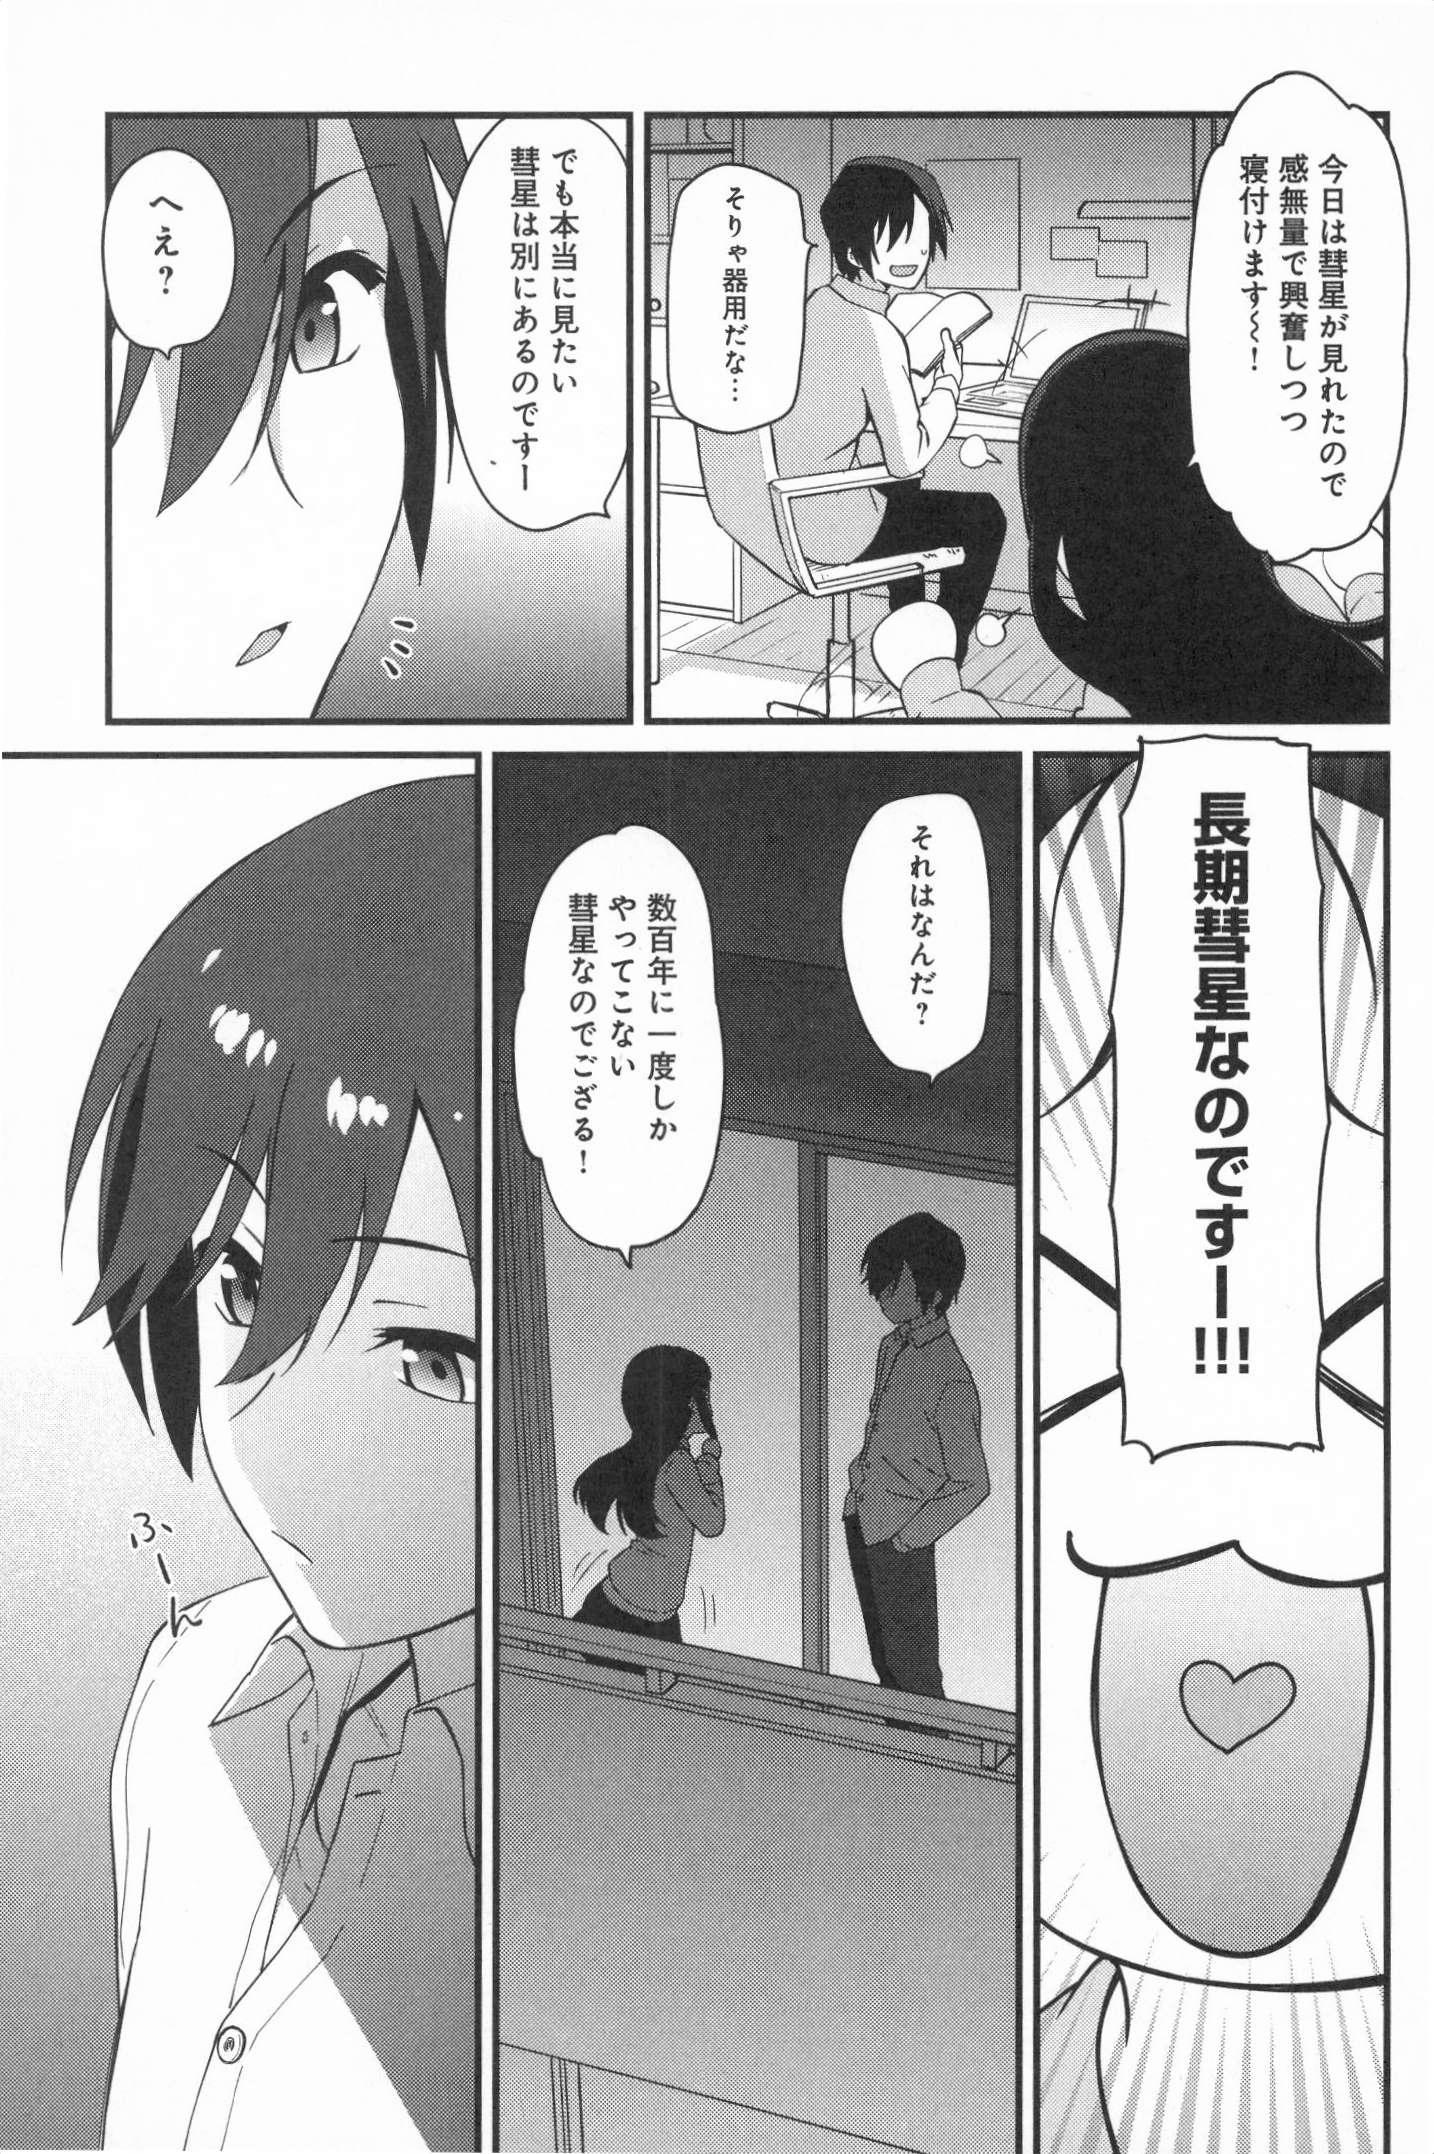 今日は彗星が見れたので
感無量で興奮しつつ
寝付けます～！
そりゃ器用だな…
でも本当に見たい
彗星は別にあるのですー
へえ？
長期彗星なのですー!!!
それはなんだ？
数百年に一度しか
やってこない
彗星なのでござる！
ふーん